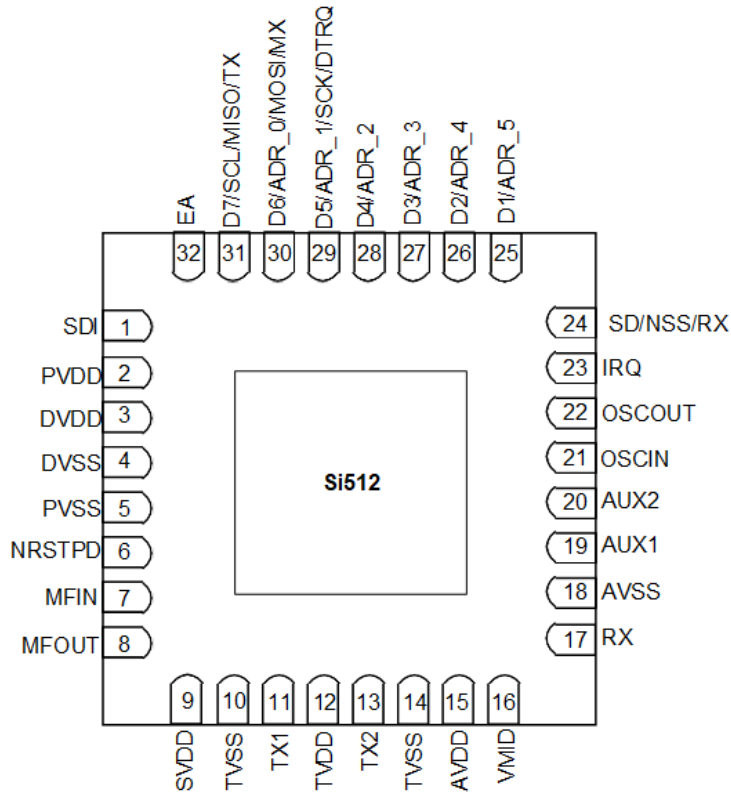 EA
D7/SCL/MISO/TX
D6/ADR_0/MOSI/MX
D5/ADR_1/SCK/DTRQ
D4/ADR_2
D3/ADR_3
D2/ADR_4
D1/ADR_5
32 31 30 29 28 27 26 25
SDI 1
PVDD 2
DVDD 3
DVSS 4
PVSS 5
NRSTPD 6
MFIN 7
MFOUT 8
Si512
24 SD/NSS/RX
23 IRQ
22 OSCOUT
21 OSCIN
20 AUX2
19 AUX1
18 AVSS
17 RX
9 10 11 12 13 14 15 16
SVDD
TVSS
TX1
TVDD
TX2
TVSS
AVDD
VMID